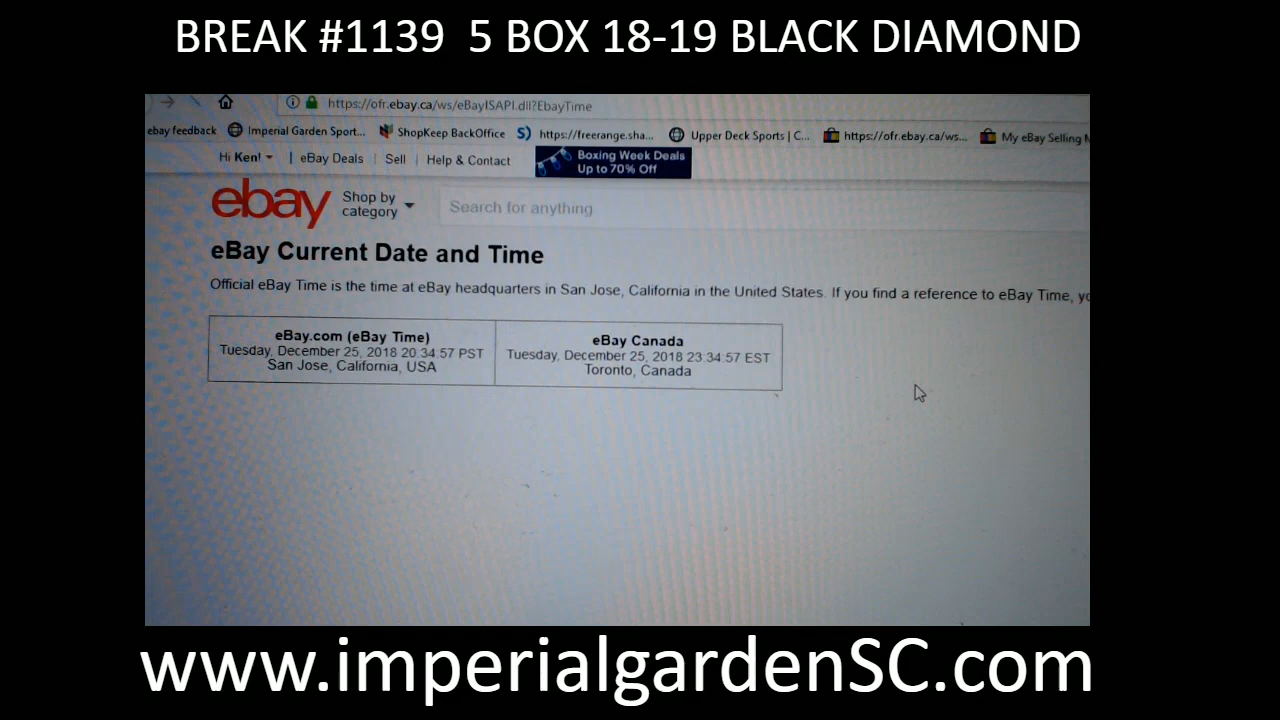 BREAK #1139 5 BOX 18-19 BLACK DIAMOND
https://ofr.ebay.ca/ws/eBayISAPI.dll?EbayTime
ebay feedback Imperial Garden Sport... ShopKeep BackOffice https://freerange.sha... Upper Deck Sports | C... https://ofr.ebay.ca/ws... My eBay Selling
Hi Ken! | eBay Deals Sell Help & Contact Boxing Week Deals
Up to 70% Off
ebay Shop by category Search for anything
eBay Current Date and Time
Official eBay Time is the time at eBay headquarters in San Jose, California in the United States. If you find a reference to eBay Time,
eBay.com (eBay Time)
Tuesday, December 25, 2018 20:34:57 PST
San Jose, California, USA
eBay Canada
Tuesday, December 25, 2018 23:34:57 EST
Toronto, Canada
www.imperialgardenSC.com